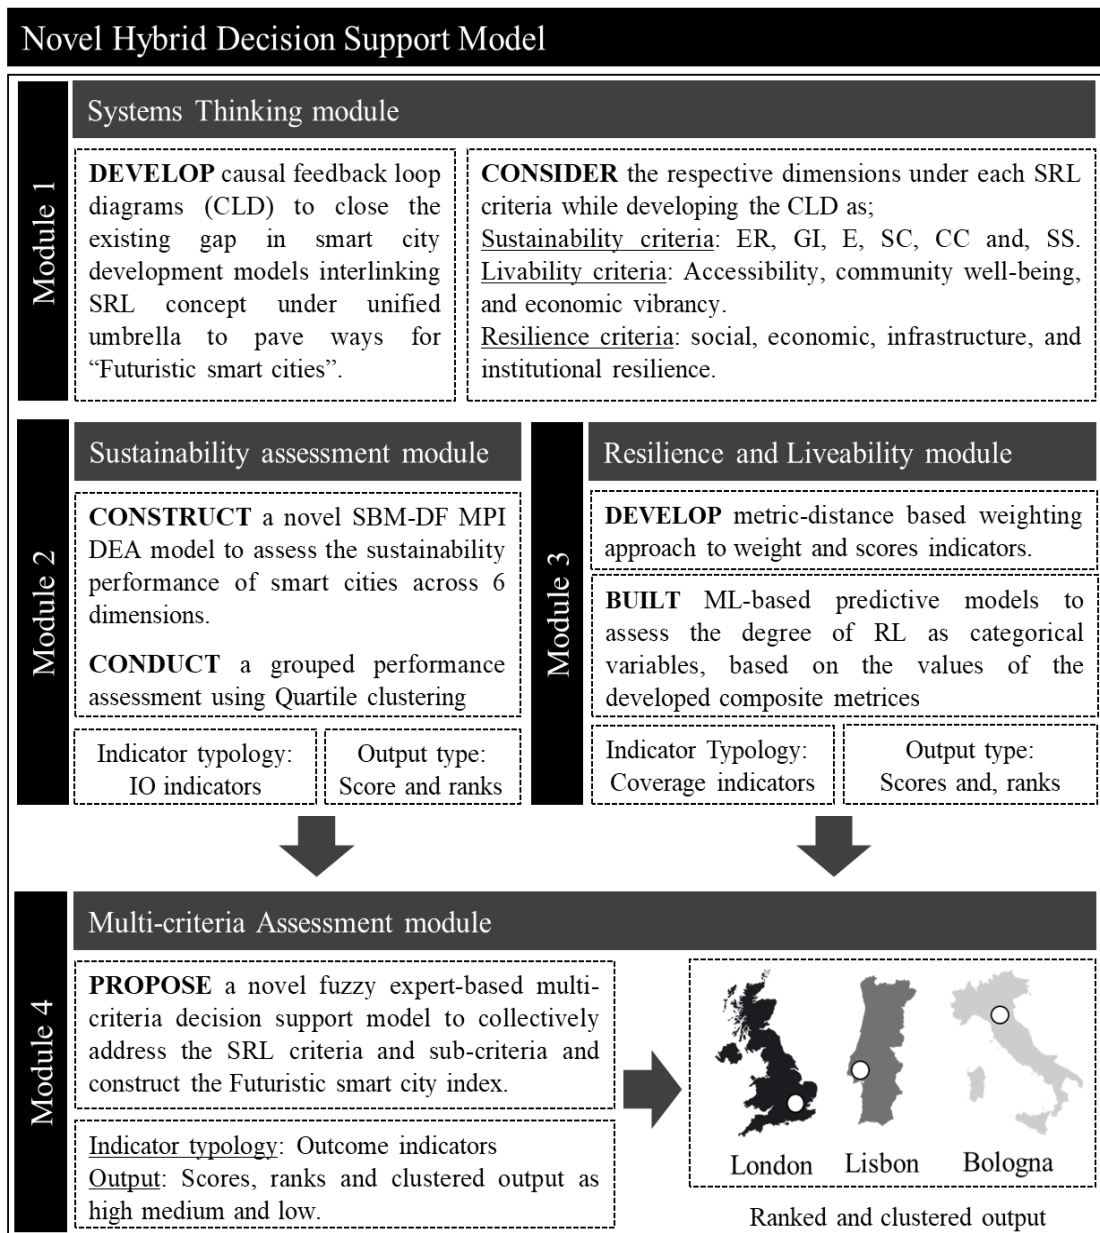 Novel Hybrid Decision Support Model
Module 1
Systems Thinking module
DEVELOP causal feedback loop
diagrams (CLD) to close the
existing gap in smart city
development models interlinking
SRL concept under unified
umbrella to pave ways for
“Futuristic smart cities”.
CONSIDER the respective dimensions under each SRL
criteria while developing the CLD as;
Sustainability criteria: ER, GI, E, SC, CC and, SS.
Livability criteria: Accessibility, community well-being,
and economic vibrancy.
Resilience criteria: social, economic, infrastructure, and
institutional resilience.
Module 2
Sustainability assessment module
CONSTRUCT a novel SBM-DF MPI
DEA model to assess the sustainability
performance of smart cities across 6
dimensions.
CONDUCT a grouped performance
assessment using Quartile clustering
Indicator typology:
IO indicators
Output type:
Score and ranks
Module 3
Resilience and Liveability module
DEVELOP metric-distance based weighting
approach to weight and scores indicators.
BUILT ML-based predictive models to
assess the degree of RL as categorical
variables, based on the values of the
developed composite metrices
Indicator Typology:
Coverage indicators
Output type:
Scores and, ranks
Module 4
Multi-criteria Assessment module
PROPOSE a novel fuzzy expert-based multi-
criteria decision support model to collectively
address the SRL criteria and sub-criteria and
construct the Futuristic smart city index.
Indicator typology: Outcome indicators
Output: Scores, ranks and clustered output as
high medium and low.
London
Lisbon
Bologna
Ranked and clustered output